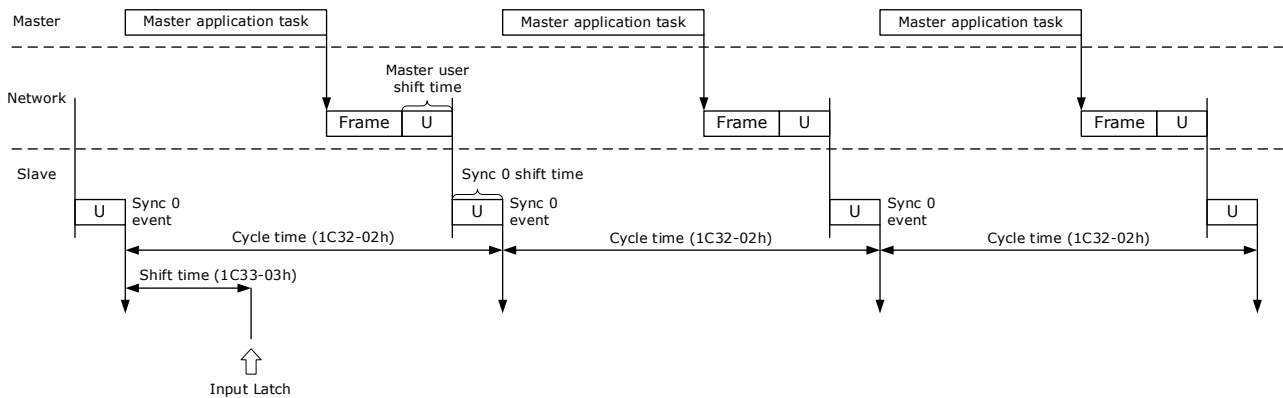 Master
Master application task
Master application task
Master application task
Master user
shift time
Network
Frame
U
Frame
U
Frame
U
Slave
Sync 0 shift time
U
Sync 0
event
U
Sync 0
event
U
Sync 0
event
U
Cycle time (1C32-02h)
Cycle time (1C32-02h)
Cycle time (1C32-02h)
Shift time (1C33-03h)
Input Latch